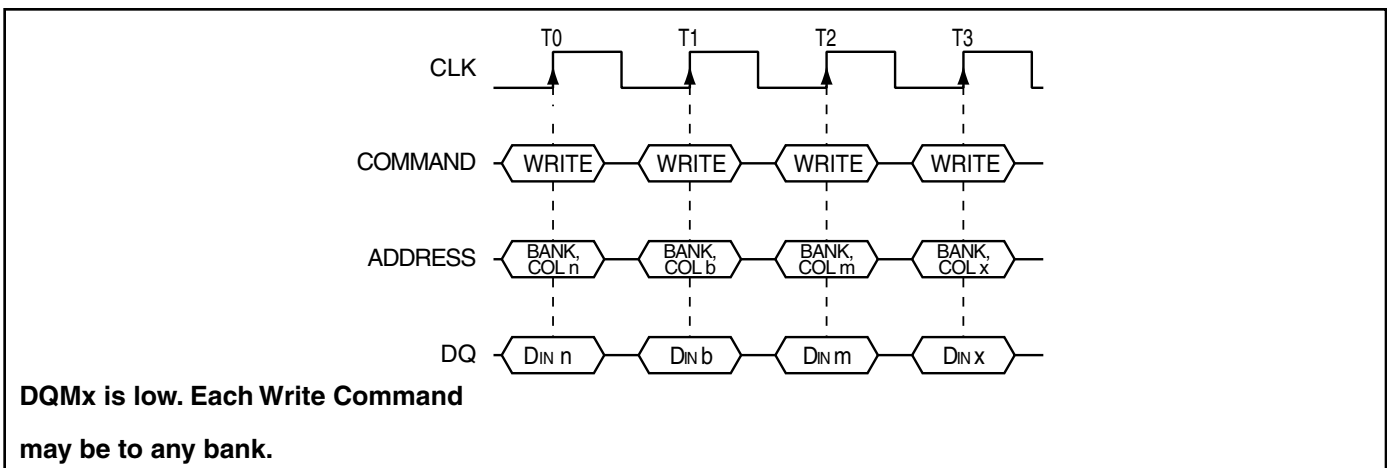 T0 T1 T2 T3
CLK
COMMAND WRITE WRITE WRITE WRITE
ADDRESS BANK, COL n BANK, COL b BANK, COL m BANK, COL x
DQ DIN n DIN b DIN m DIN x
DQMx is low. Each Write Command
may be to any bank.